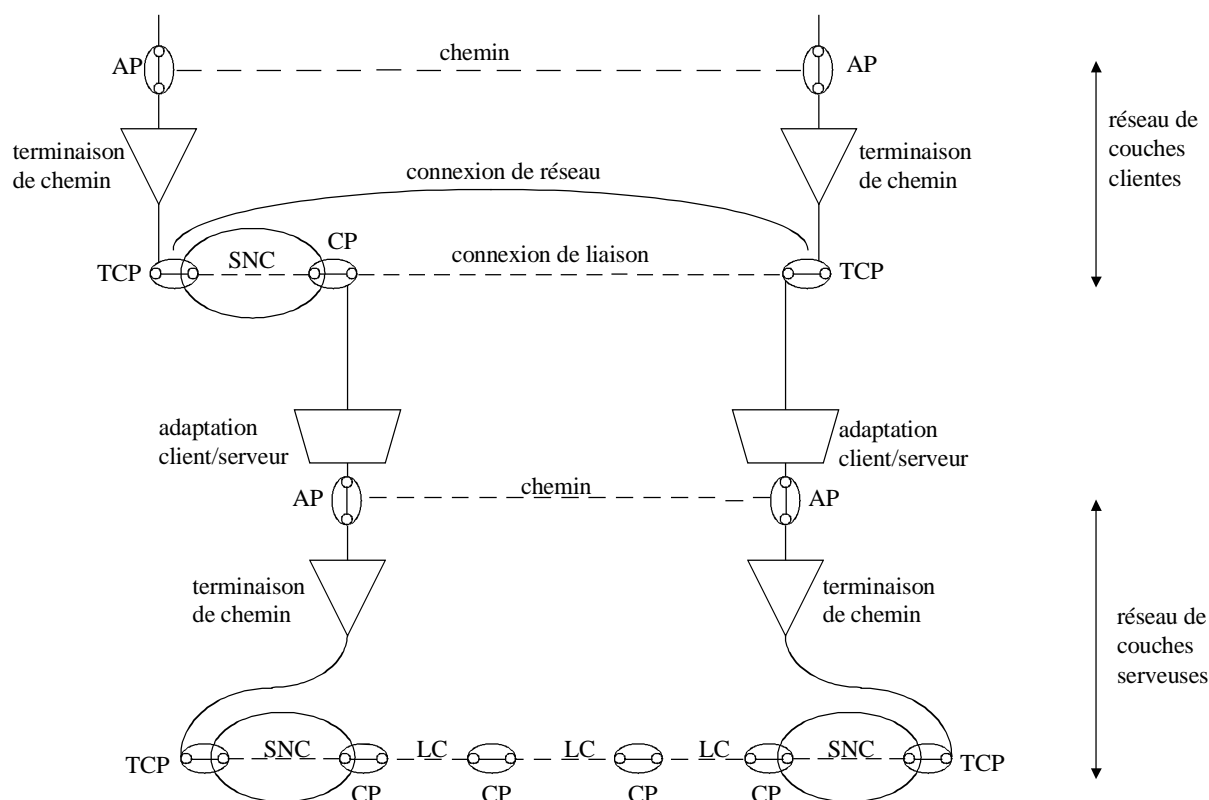 chemin
AP
AP
réseau de
couches
clientes
terminaison
de chemin
terminaison
de chemin
connexion de réseau
CP
SNC
connexion de liaison
TCP
TCP
adaptation
client/serveur
adaptation
client/serveur
chemin
AP
AP
terminaison
de chemin
terminaison
de chemin
réseau de
couches
serveuses
SNC
LC
LC
LC
SNC
TCP
TCP
CP
CP
CP
CP